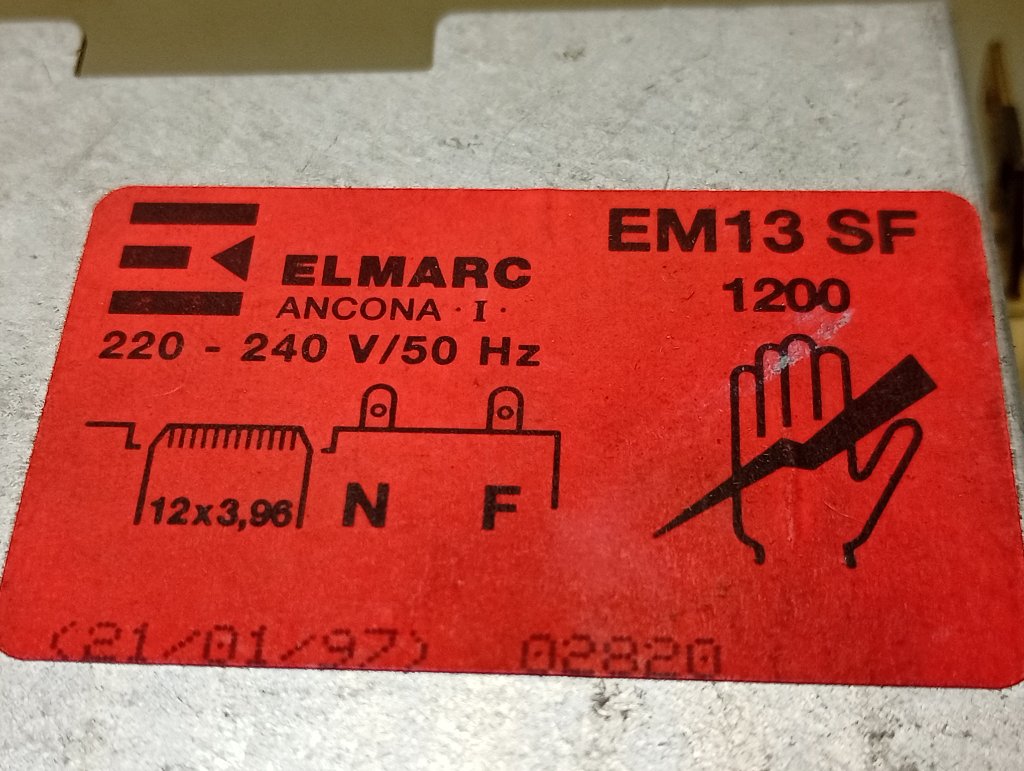 ELMARC
ANCONA · I ·
220 - 240 V/50 Hz
EM13 SF
1200
12x3,96
N F
(21/01/97) 02820